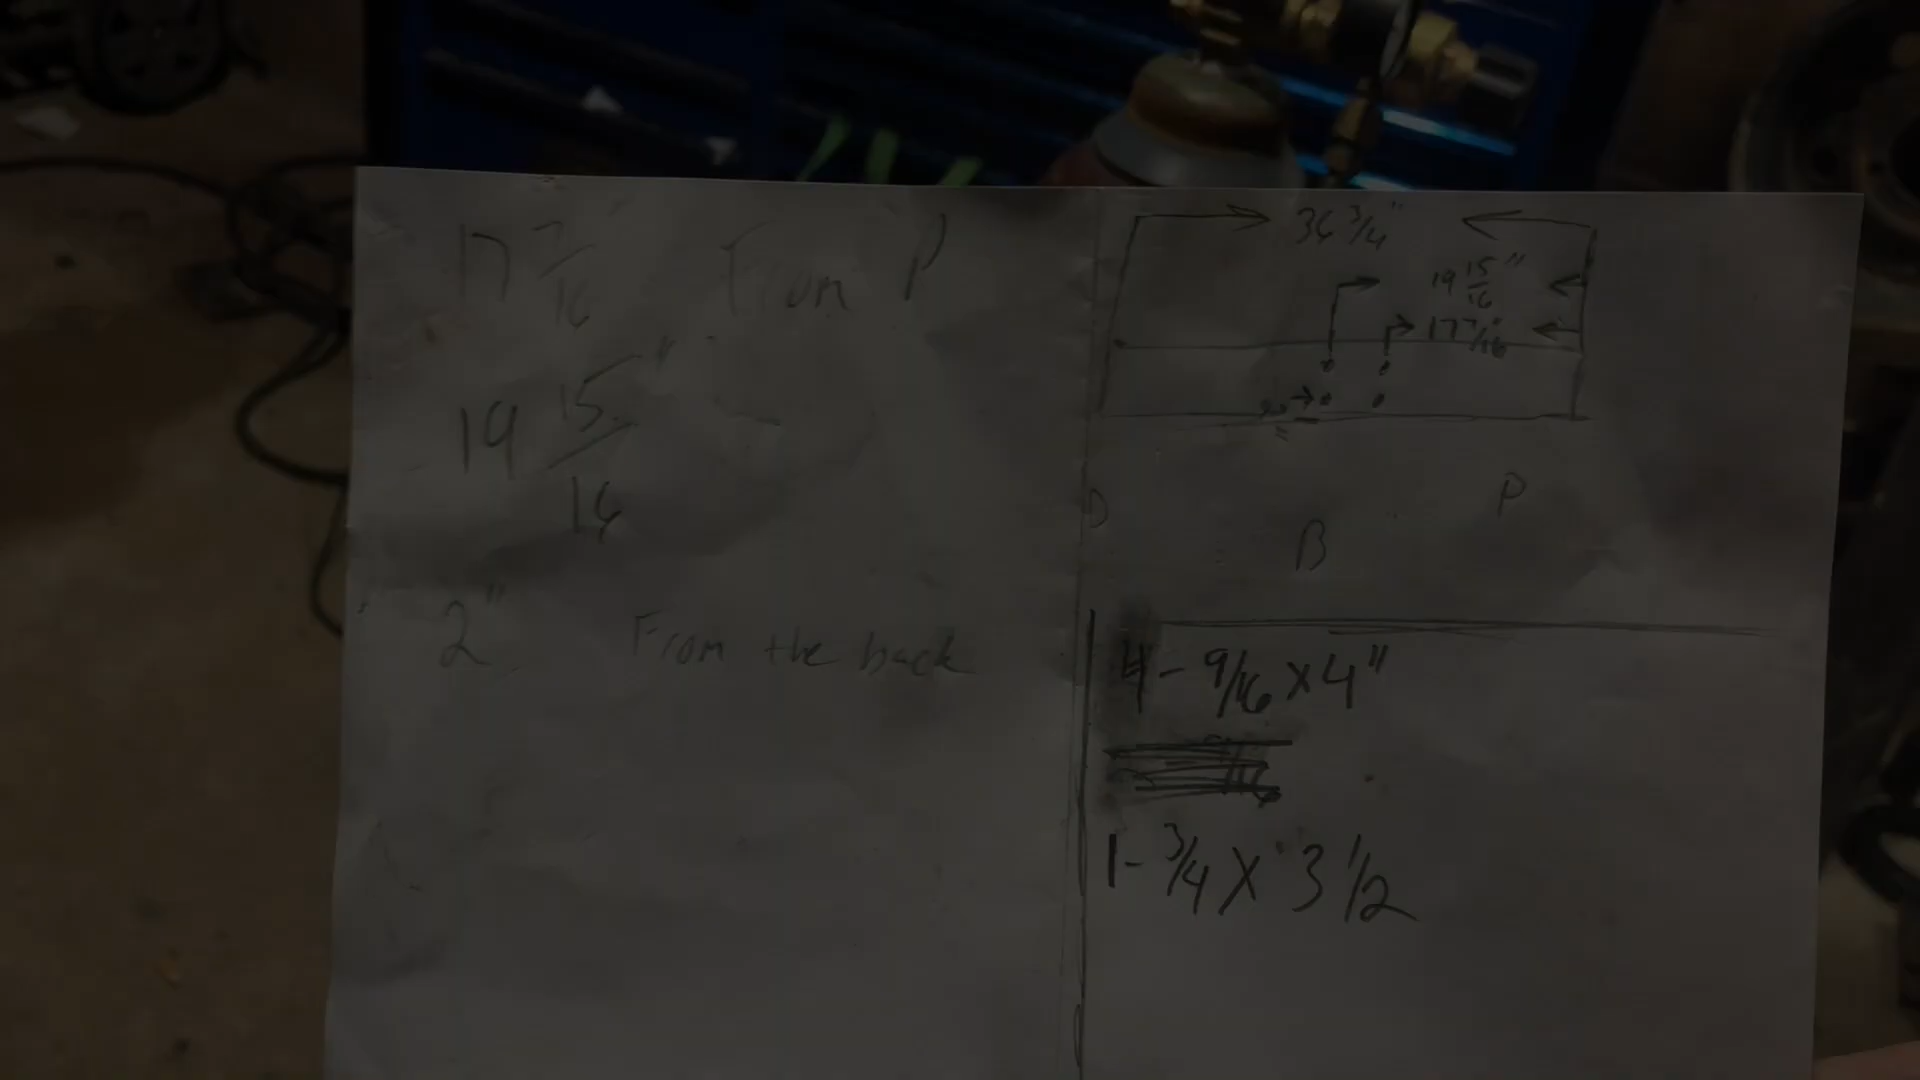 17 7/16 From P
19 15/16"
2" From the back
36 3/4"
19 15/16"
17 7/16"
D
P
B
4 - 9/16 x 4"
1 - 3/4 X 3 1/2